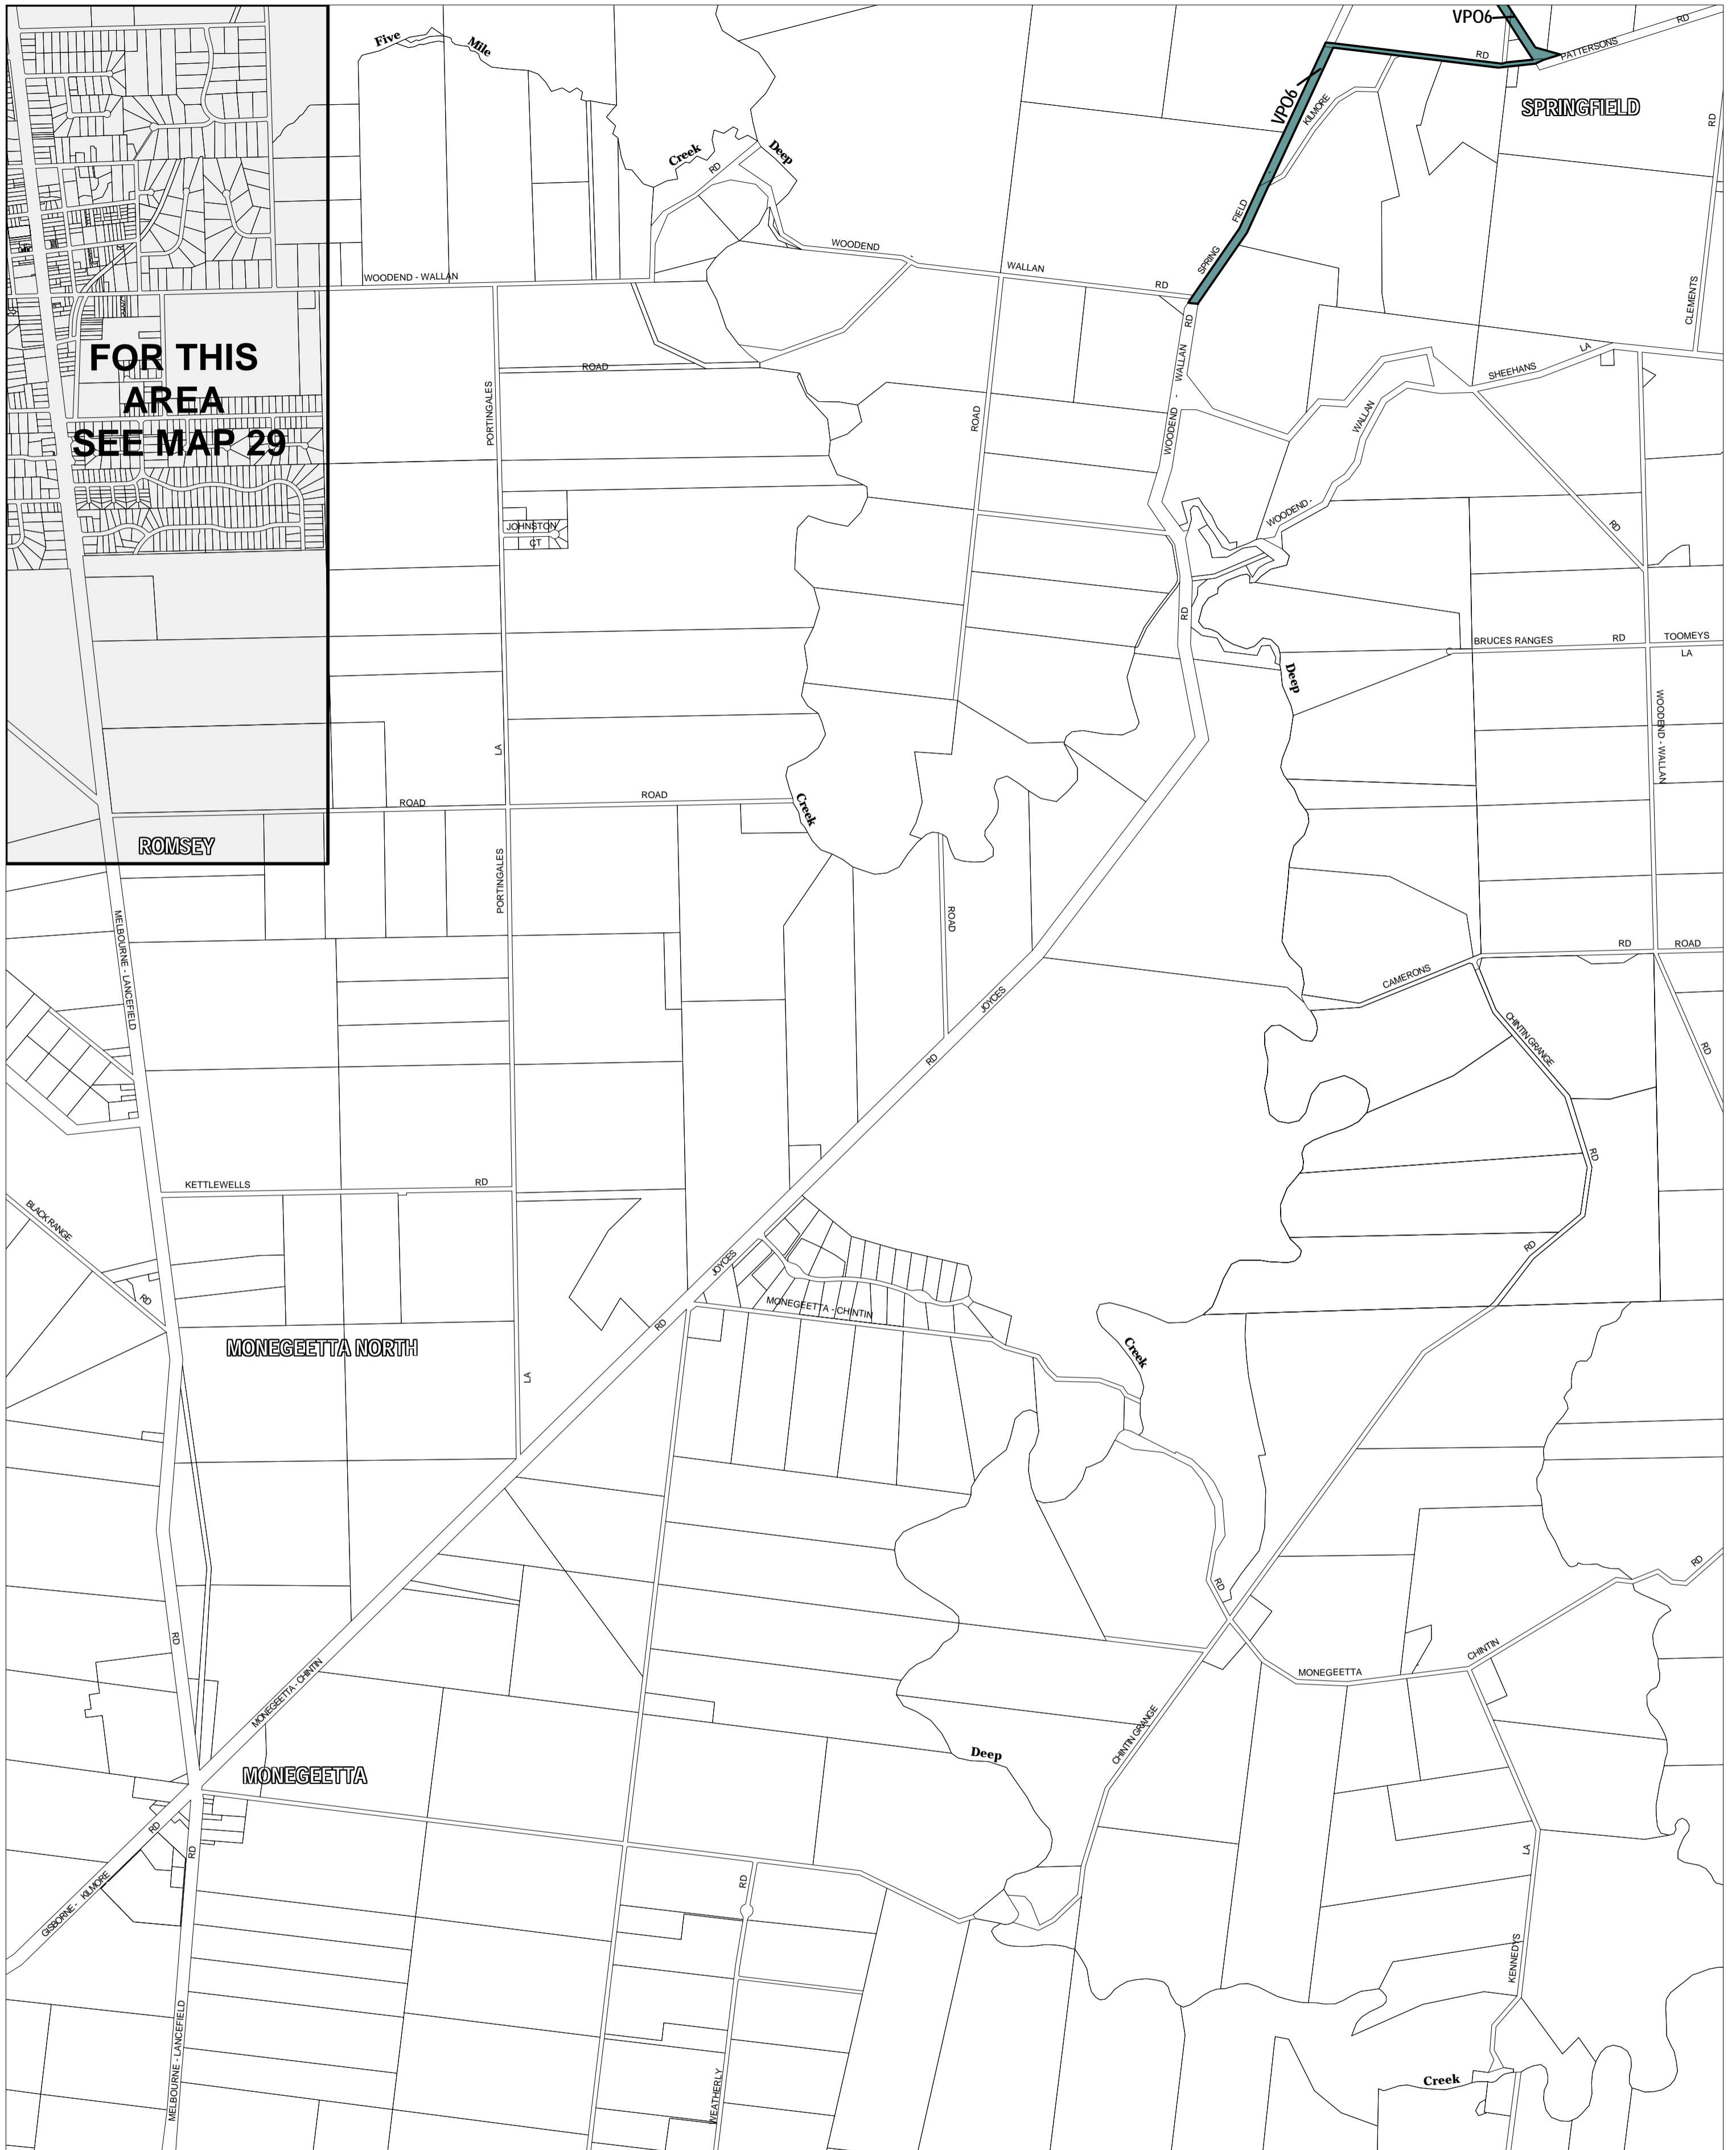 VPO6
RD
PATTERSONS
RD
SPRINGFIELD
Five
Mile
VPO6
KILMORE
RD
Creek
Deep
RD
FIELD
SPRING
WOODEND
WALLAN
RD
WOODEND - WALLAN
CLEMENTS
RD
FOR THIS
AREA
SEE MAP 29
ROAD
WALLAN
LA
SHEEHANS
PORTINGALES
ROAD
WALLAN
WOODEND -
WOODEND -
RD
JOHNSTON
CT
RD
BRUCES RANGES
RD
TOOMEYS
LA
Deep
WOODEND - WALLAN
LA
ROAD
ROAD
Creek
ROMSEY
PORTINGALES
MELBOURNE - LANCEFIELD
ROAD
RD
ROAD
CAMERONS
JOYCES
CHINTIN GRANGE
RD
RD
RD
KETTLEWELLS
RD
BLACK RANGE
RD
JOYCES
RD
MONEGEETTA - CHINTIN
RD
MONEGEETTA NORTH
Creek
LA
RD
RD
RD
CHINTIN
MONEGEETTA
MONEGEETTA - CHINTIN
CHINTIN GRANGE
Deep
MONEGEETTA
RD
RD
LA
GISBORNE - KILMORE
RD
KENNEDYS
MELBOURNE - LANCEFIELD
WEATHERLY
Creek